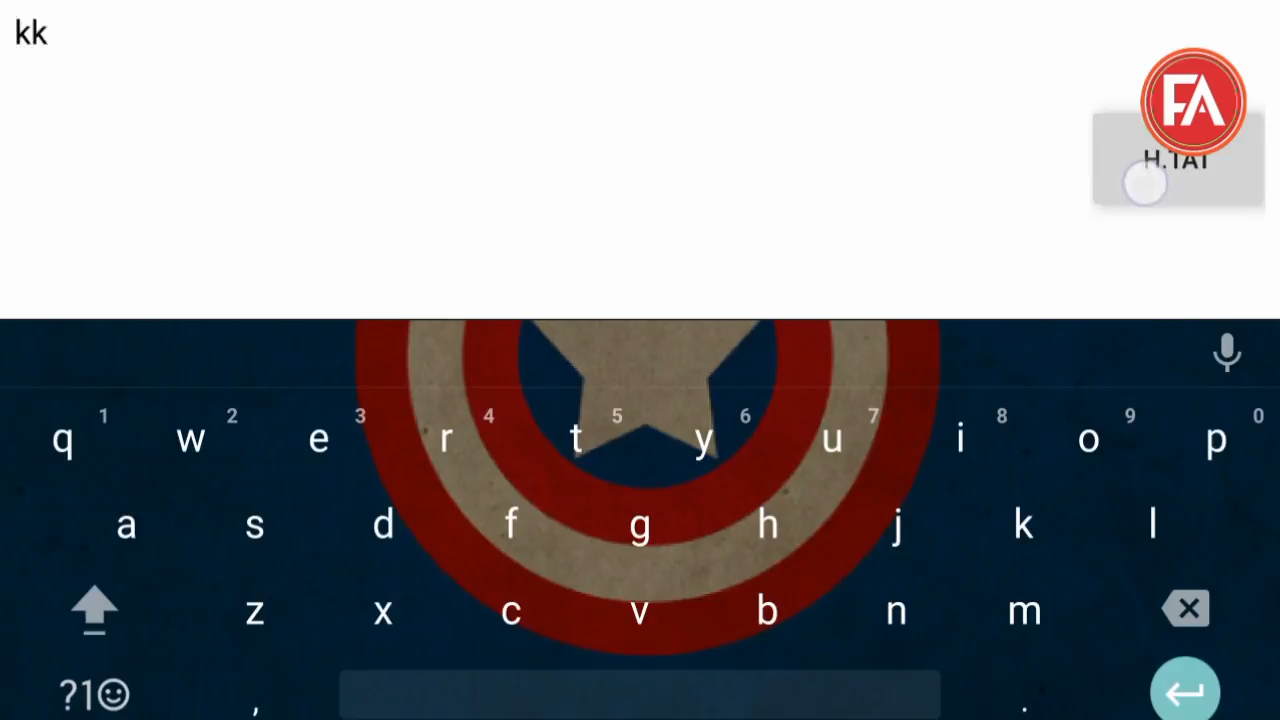 kk
FA
H.TAT
1 2 3 4 5 6 7 8 9 0
q w e r t y u i o p
a s d f g h j k l
z x c v b n m
?1☺ , .